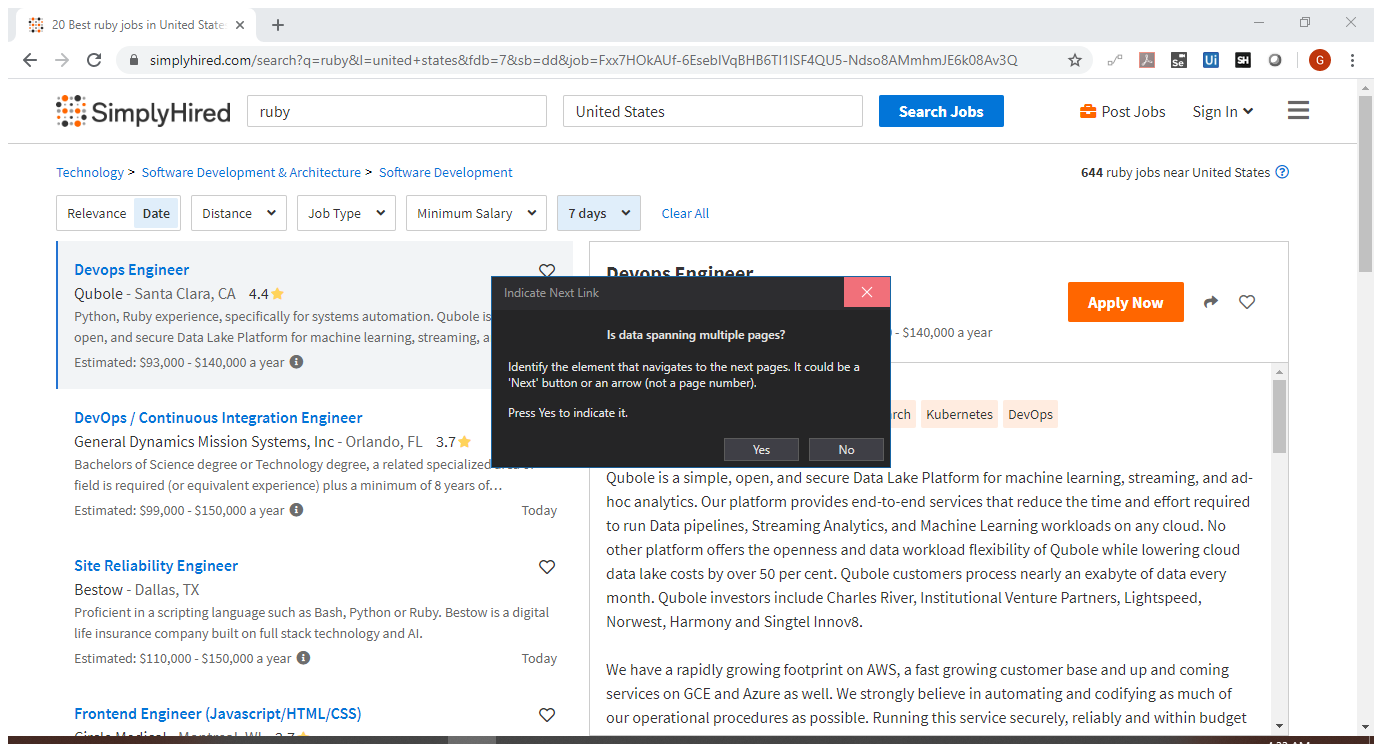 20 Best ruby jobs in United State
simplyhired.com/search?q=ruby&l=united+states&fdb=7&sb=dd&job=Fxx7HOkAUf-6EsebIVqBHB6TI1ISF4QU5-Ndso8AMmhmJE6k08Av3Q
Se Ui SH G
SimplyHired ruby United States Search Jobs Post Jobs Sign In
Technology > Software Development & Architecture > Software Development 644 ruby jobs near United States ?
Relevance Date Distance Job Type Minimum Salary 7 days Clear All
Devops Engineer
Qubole - Santa Clara, CA 4.4
Python, Ruby experience, specifically for systems automation. Qubole is
open, and secure Data Lake Platform for machine learning, streaming, a
Estimated: $93,000 - $140,000 a year
DevOps / Continuous Integration Engineer
General Dynamics Mission Systems, Inc - Orlando, FL 3.7
Bachelors of Science degree or Technology degree, a related specialized area of
field is required (or equivalent experience) plus a minimum of 8 years of…
Estimated: $99,000 - $150,000 a year Today
Site Reliability Engineer
Bestow - Dallas, TX
Proficient in a scripting language such as Bash, Python or Ruby. Bestow is a digital
life insurance company built on full stack technology and AI.
Estimated: $110,000 - $150,000 a year Today
Frontend Engineer (Javascript/HTML/CSS)
Devops Engineer
Apply Now
- $140,000 a year
Indicate Next Link
Is data spanning multiple pages?
Identify the element that navigates to the next pages. It could be a
'Next' button or an arrow (not a page number).
Press Yes to indicate it.
Yes No
rch Kubernetes DevOps
Qubole is a simple, open, and secure Data Lake Platform for machine learning, streaming, and ad-
hoc analytics. Our platform provides end-to-end services that reduce the time and effort required
to run Data pipelines, Streaming Analytics, and Machine Learning workloads on any cloud. No
other platform offers the openness and data workload flexibility of Qubole while lowering cloud
data lake costs by over 50 per cent. Qubole customers process nearly an exabyte of data every
month. Qubole investors include Charles River, Institutional Venture Partners, Lightspeed,
Norwest, Harmony and Singtel Innov8.
We have a rapidly growing footprint on AWS, a fast growing customer base and up and coming
services on GCE and Azure as well. We strongly believe in automating and codifying as much of
our operational procedures as possible. Running this service securely, reliably and within budget